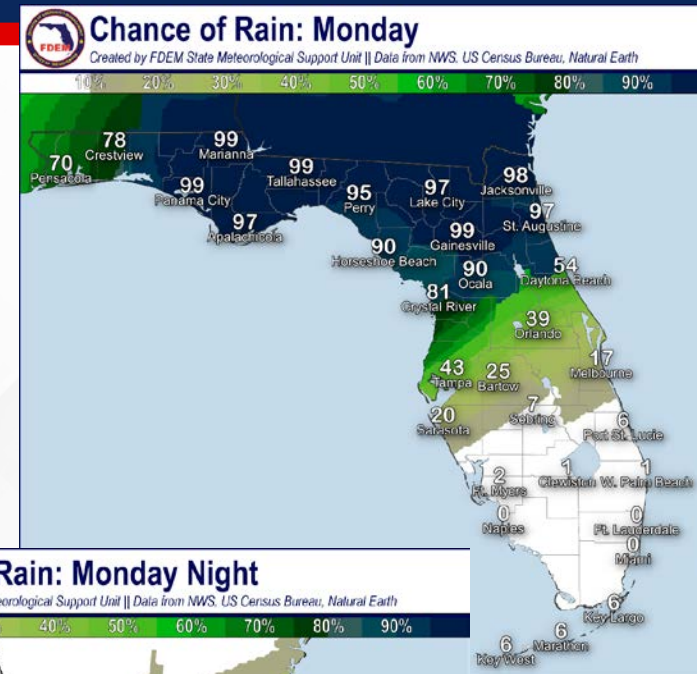 Chance of Rain: Monday
FDEM
Created by FDEM State Meteorological Support Unit || Data from NWS. US Census Bureau, Natural Earth
10% 20% 30% 40% 50% 60% 70% 80% 90%
78
Crestview
99
Marianna
70
Pensacola
99
Tallahassee
98
Jacksonville
99
Panama City
95
Perry
97
Lake City
97
St. Augustine
97
Apalachicola
99
Gainesville
90
Horseshoe Beach
90
Ocala
54
Daytona Beach
81
Crystal River
39
Orlando
43
Tampa
25
Bartow
17
Melbourne
20
Sarasota
7
Sebring
6
Port St. Lucie
2
Ft. Myers
1
Clewiston
1
W. Palm Beach
0
Naples
0
Ft. Lauderdale
0
Miami
6
Key Largo
6
Marathon
6
Key West
Rain: Monday Night
eorological Support Unit || Data from NWS. US Census Bureau, Natural Earth
40% 50% 60% 70% 80% 90%